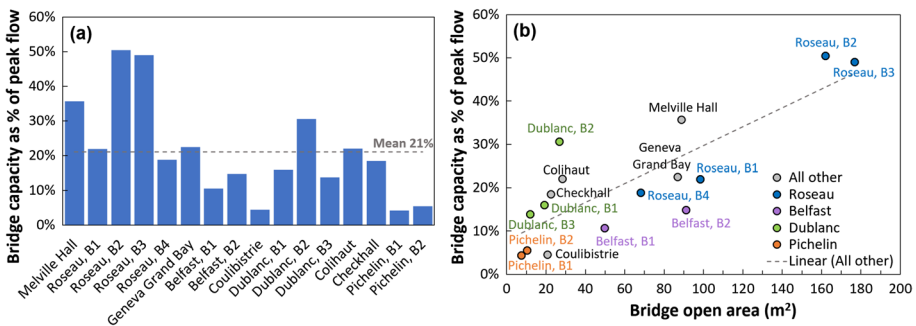 (a)
Bridge capacity as % of peak flow
60%
50%
40%
30%
20%
10%
0%
Mean 21%
Melville Hall
Roseau, B1
Roseau, B2
Roseau, B3
Roseau, B4
Geneva Grand Bay
Belfast, B1
Belfast, B2
Coulibistrie
Dublanc, B1
Dublanc, B2
Dublanc, B3
Colihaut
Checkhall
Pichelin, B1
Pichelin, B2
(b)
Bridge capacity as % of peak flow
60%
50%
40%
30%
20%
10%
0%
Roseau, B2
Roseau, B3
Melville Hall
Dublanc, B2
Geneva
Grand Bay
Colihaut
Roseau, B1
Checkhall
Roseau, B4
Dublanc, B1
Dublanc, B3
Belfast, B2
Pichelin, B2
Belfast, B1
Coulibistrie
Pichelin, B1
All other
Roseau
Belfast
Dublanc
Pichelin
Linear (All other)
0 20 40 60 80 100 120 140 160 180 200
Bridge open area (m²)